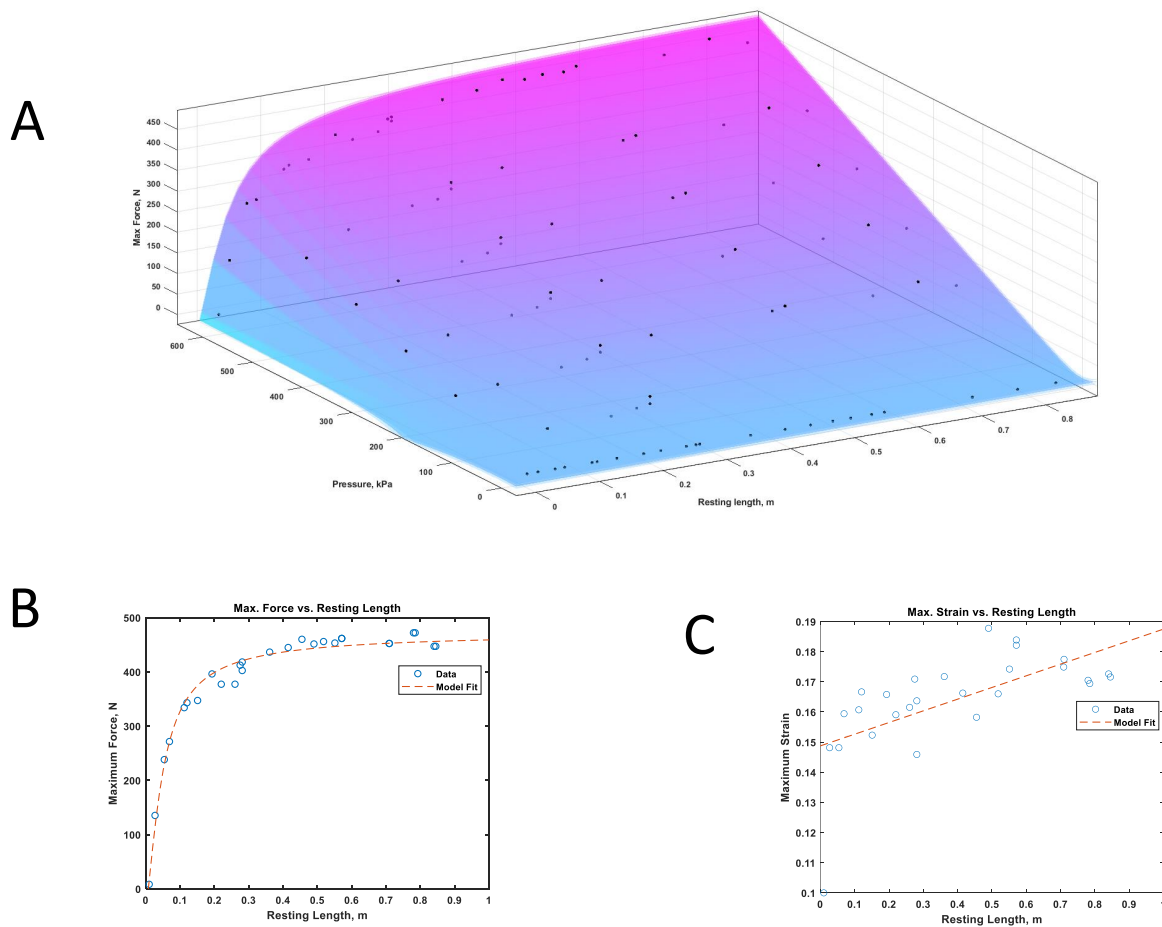 A
450
400
350
300
250
200
150
100
50
0
Max Force, N
600
500
400
300
200
100
0
Pressure, kPa
0
0.1
0.2
0.3
0.4
0.5
0.6
0.7
0.8
Resting length, m
B
Max. Force vs. Resting Length
500
400
300
200
100
0
Maximum Force, N
Data
Model Fit
0 0.1 0.2 0.3 0.4 0.5 0.6 0.7 0.8 0.9 1
Resting Length, m
C
Max. Strain vs. Resting Length
0.19
0.18
0.17
0.16
0.15
0.14
0.13
0.12
0.11
0.1
Maximum Strain
Data
Model Fit
0 0.1 0.2 0.3 0.4 0.5 0.6 0.7 0.8 0.9 1
Resting Length, m